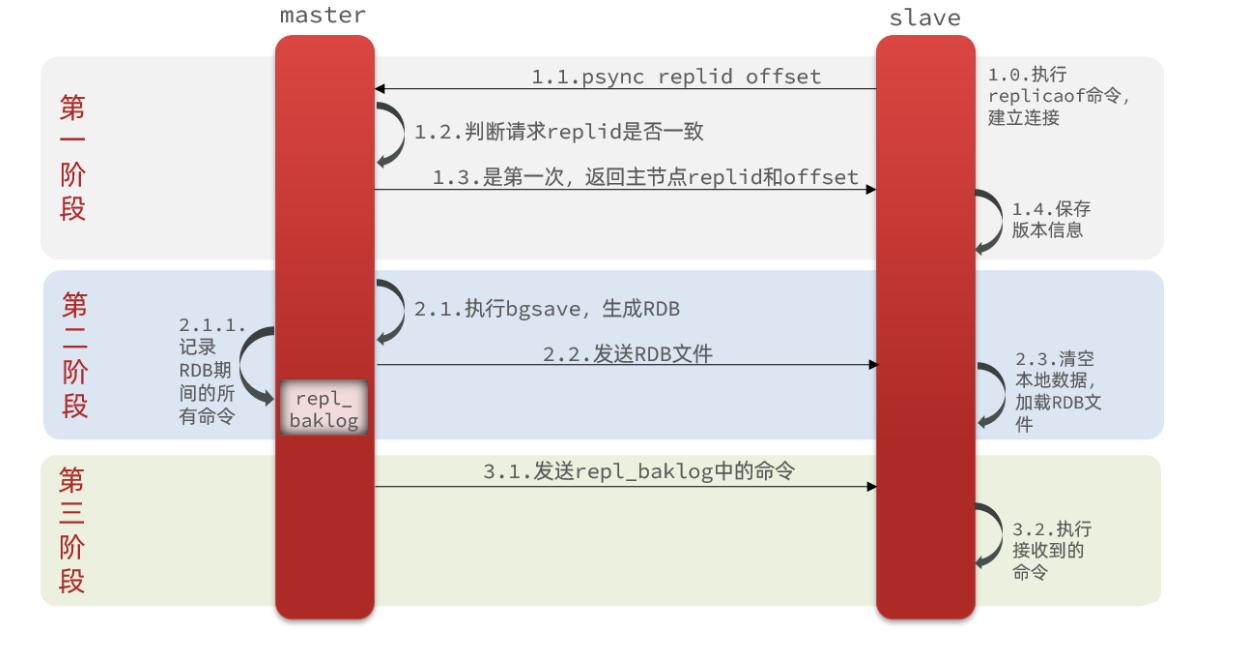 master
slave
第
一
阶
段
1.0.执行
replicaof命令，
建立连接
1.1.psync replid offset
1.2.判断请求replid是否一致
1.3.是第一次，返回主节点replid和offset
1.4.保存
版本信息
第
二
阶
段
2.1.执行bgsave，生成RDB
2.1.1.
记录
RDB期
间的所
有命令
repl_
baklog
2.2.发送RDB文件
2.3.清空
本地数据，
加载RDB文
件
第
三
阶
段
3.1.发送repl_baklog中的命令
3.2.执行
接收到的
命令